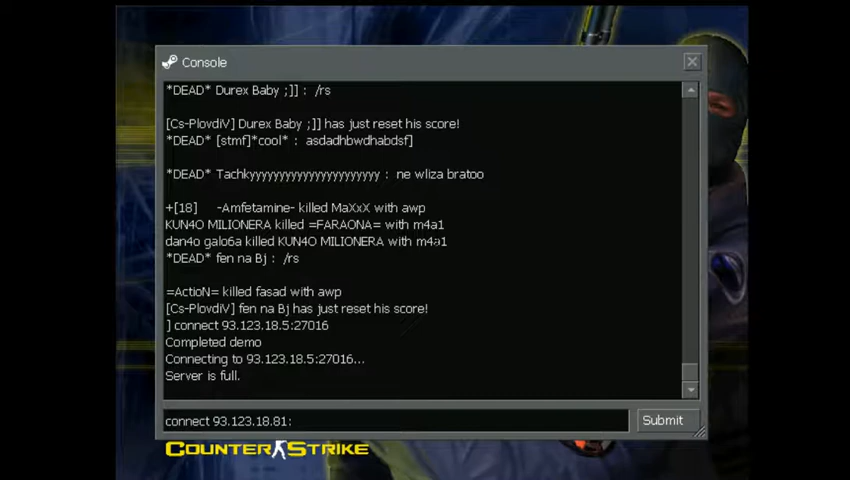 Console
*DEAD* Durex Baby ;]] : /rs
[Cs-PlovdiV] Durex Baby ;]] has just reset his score!
*DEAD* [stmf]*cool* : asdadhbwdhabdsf]
*DEAD* Tachkyyyyyyyyyyyyyyyyyyyyyy : ne wliza bratoo
+[18] -Amfetamine- killed MaXxX with awp
KUN4O MILIONERA killed =FARAONA= with m4a1
dan4o galo6a killed KUN4O MILIONERA with m4a1
*DEAD* fen na Bj : /rs
=ActioN= killed fasad with awp
[Cs-PlovdiV] fen na Bj has just reset his score!
] connect 93.123.18.5:27016
Completed demo
Connecting to 93.123.18.5:27016...
Server is full.
connect 93.123.18.81:
Submit
COUNTER STRIKE